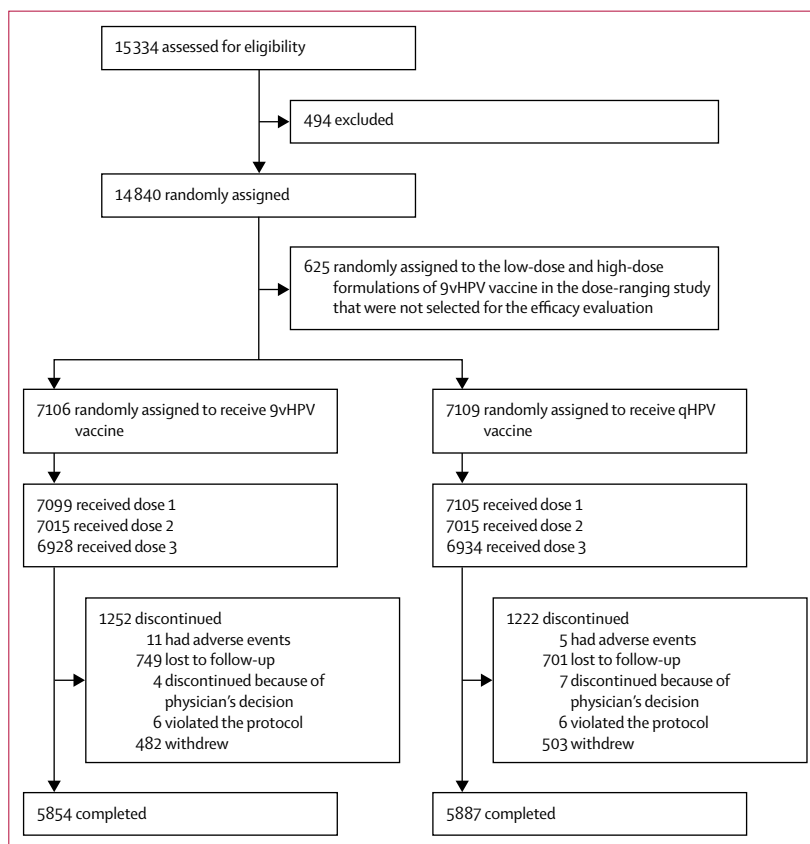 15334 assessed for eligibility
494 excluded
14840 randomly assigned
625 randomly assigned to the low-dose and high-dose
formulations of 9vHPV vaccine in the dose-ranging study
that were not selected for the efficacy evaluation
7106 randomly assigned to receive 9vHPV
vaccine
7109 randomly assigned to receive qHPV
vaccine
7099 received dose 1
7015 received dose 2
6928 received dose 3
7105 received dose 1
7015 received dose 2
6934 received dose 3
1252 discontinued
11 had adverse events
749 lost to follow-up
4 discontinued because of
physician's decision
6 violated the protocol
482 withdrew
1222 discontinued
5 had adverse events
701 lost to follow-up
7 discontinued because of
physician's decision
6 violated the protocol
503 withdrew
5854 completed
5887 completed